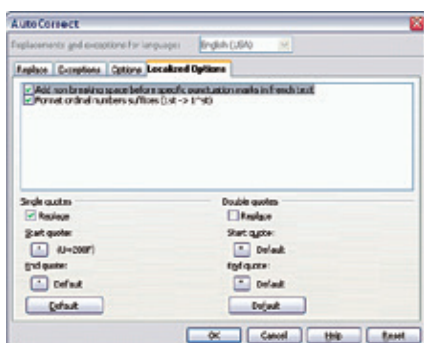 AutoCorrect
Replacements and exceptions for language: English (USA)
Replace Exceptions Options Localized Options
Add non breaking space before specific punctuation marks in french text
Format ordinal numbers suffixes (1st -> 1^st)
Single quotes Double quotes
Replace Replace
Start quote: Start quote:
Default
End quote: End quote:
Default Default
Default Default
OK Cancel Help Reset